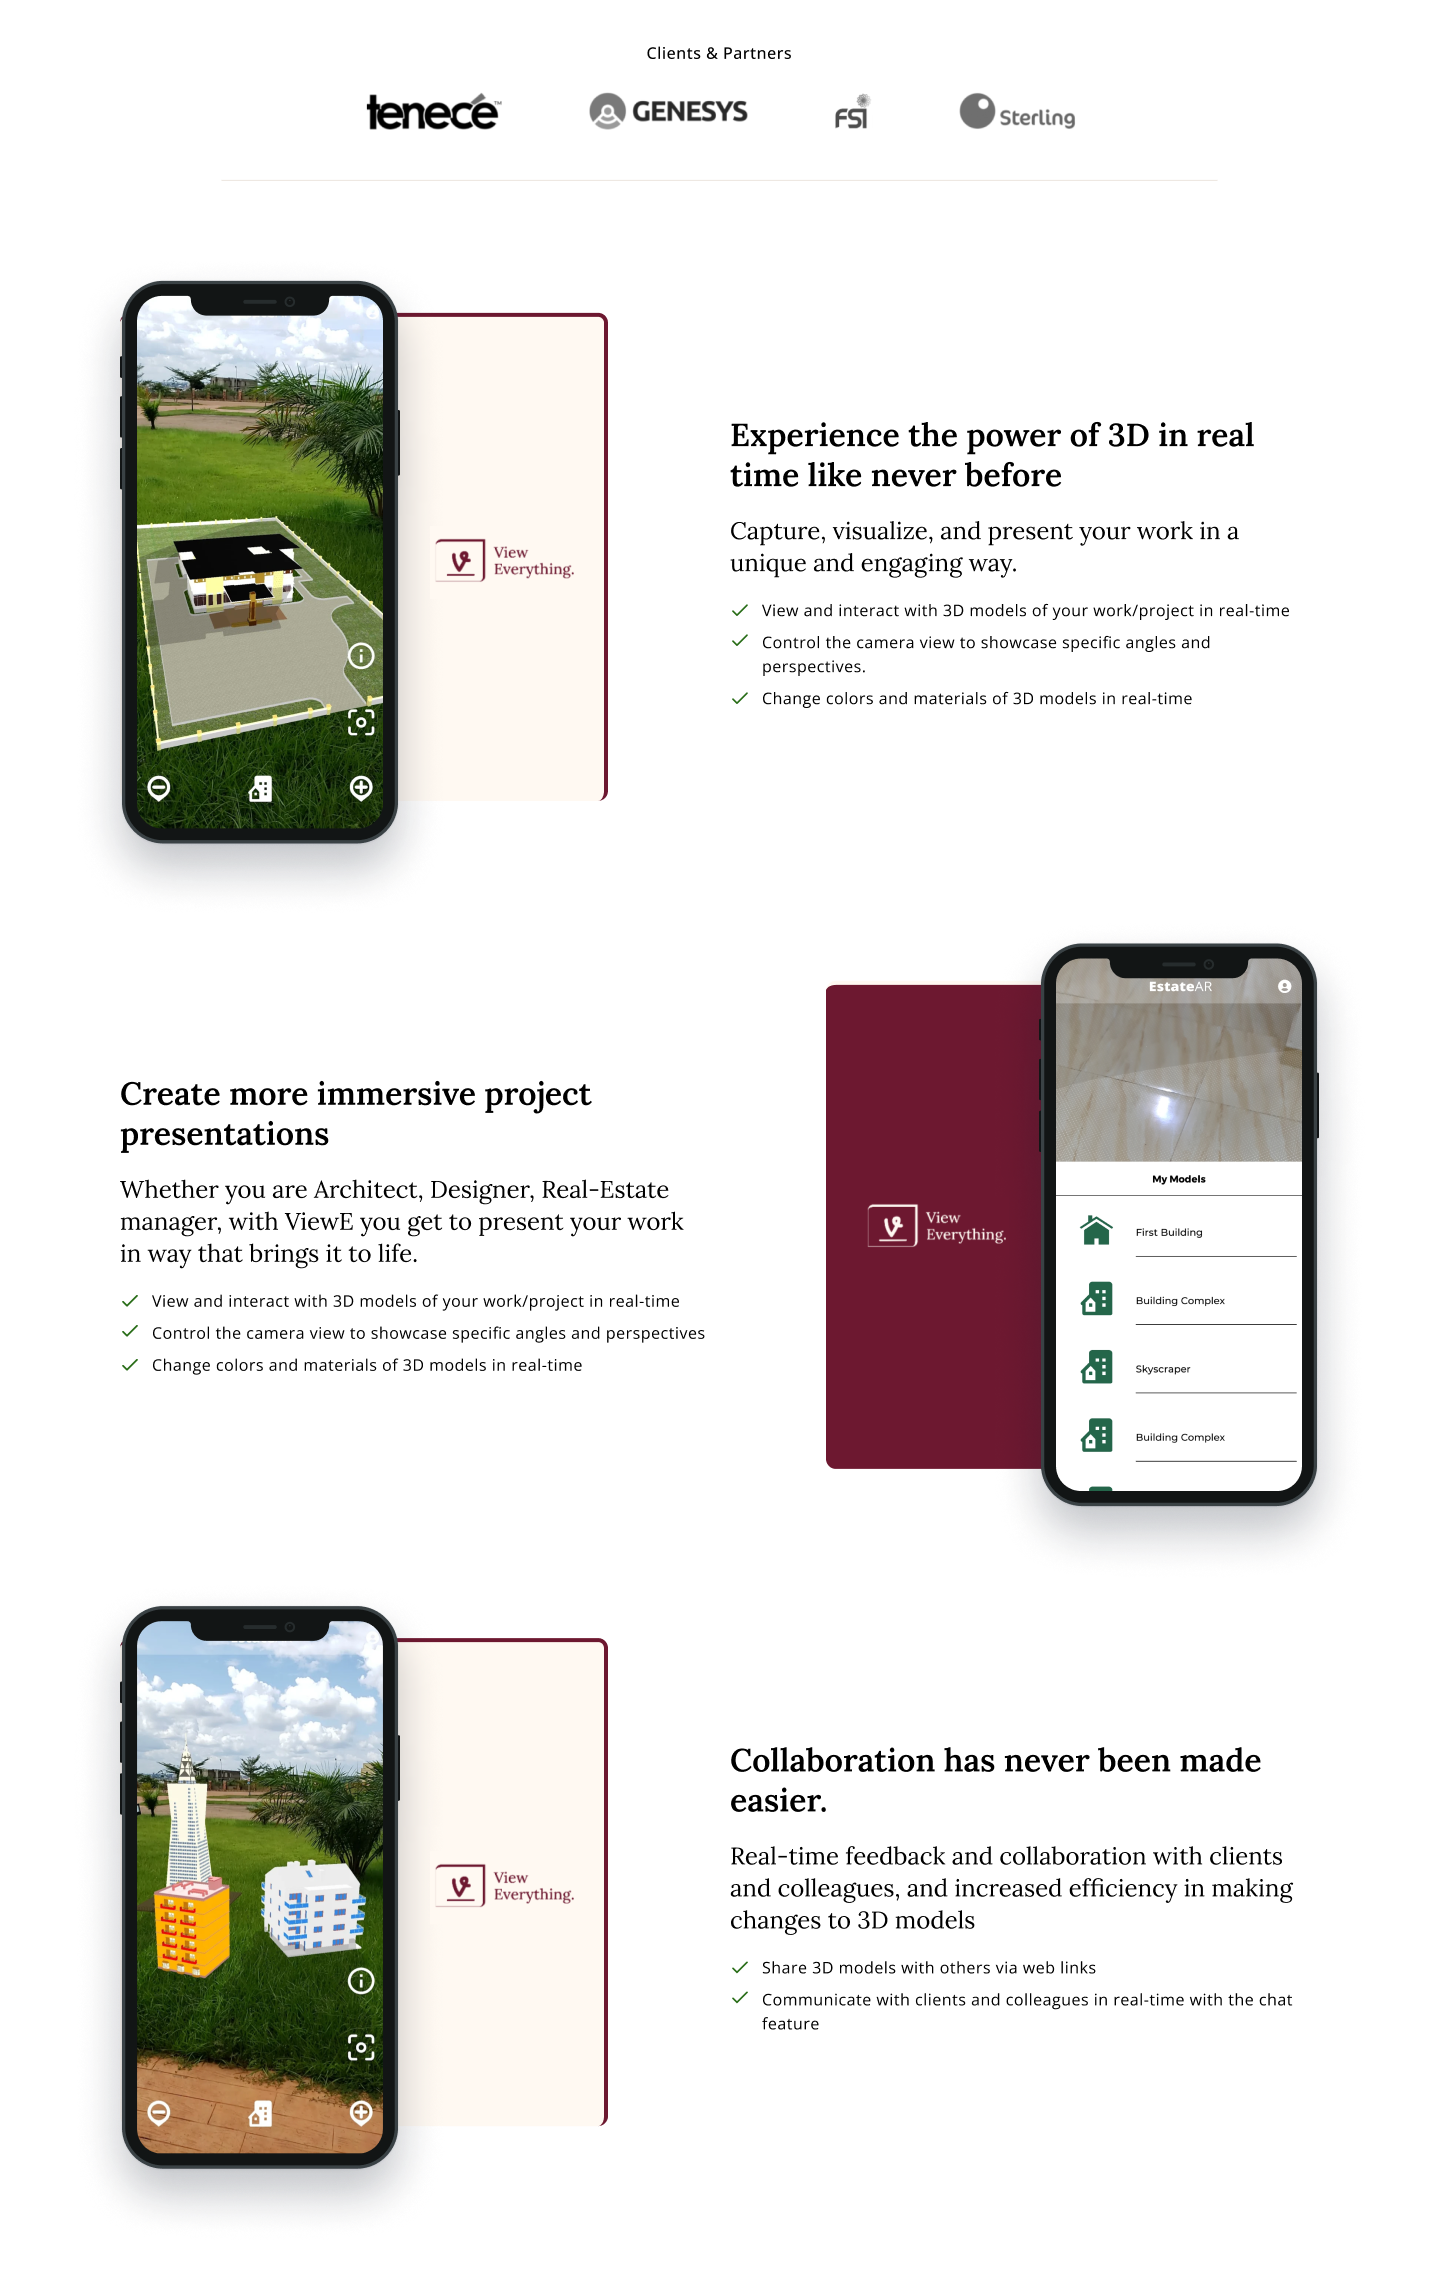 Clients & Partners
tenece™
GENESYS
FSI
Sterling
View
Everything.
Experience the power of 3D in real
time like never before
Capture, visualize, and present your work in a
unique and engaging way.
View and interact with 3D models of your work/project in real-time
Control the camera view to showcase specific angles and
perspectives.
Change colors and materials of 3D models in real-time
Create more immersive project
presentations
Whether you are Architect, Designer, Real-Estate
manager, with ViewE you get to present your work
in way that brings it to life.
View and interact with 3D models of your work/project in real-time
Control the camera view to showcase specific angles and perspectives
Change colors and materials of 3D models in real-time
View
Everything.
EstateAR
My Models
First Building
Building Complex
Skyscraper
Building Complex
View
Everything.
Collaboration has never been made
easier.
Real-time feedback and collaboration with clients
and colleagues, and increased efficiency in making
changes to 3D models
Share 3D models with others via web links
Communicate with clients and colleagues in real-time with the chat
feature